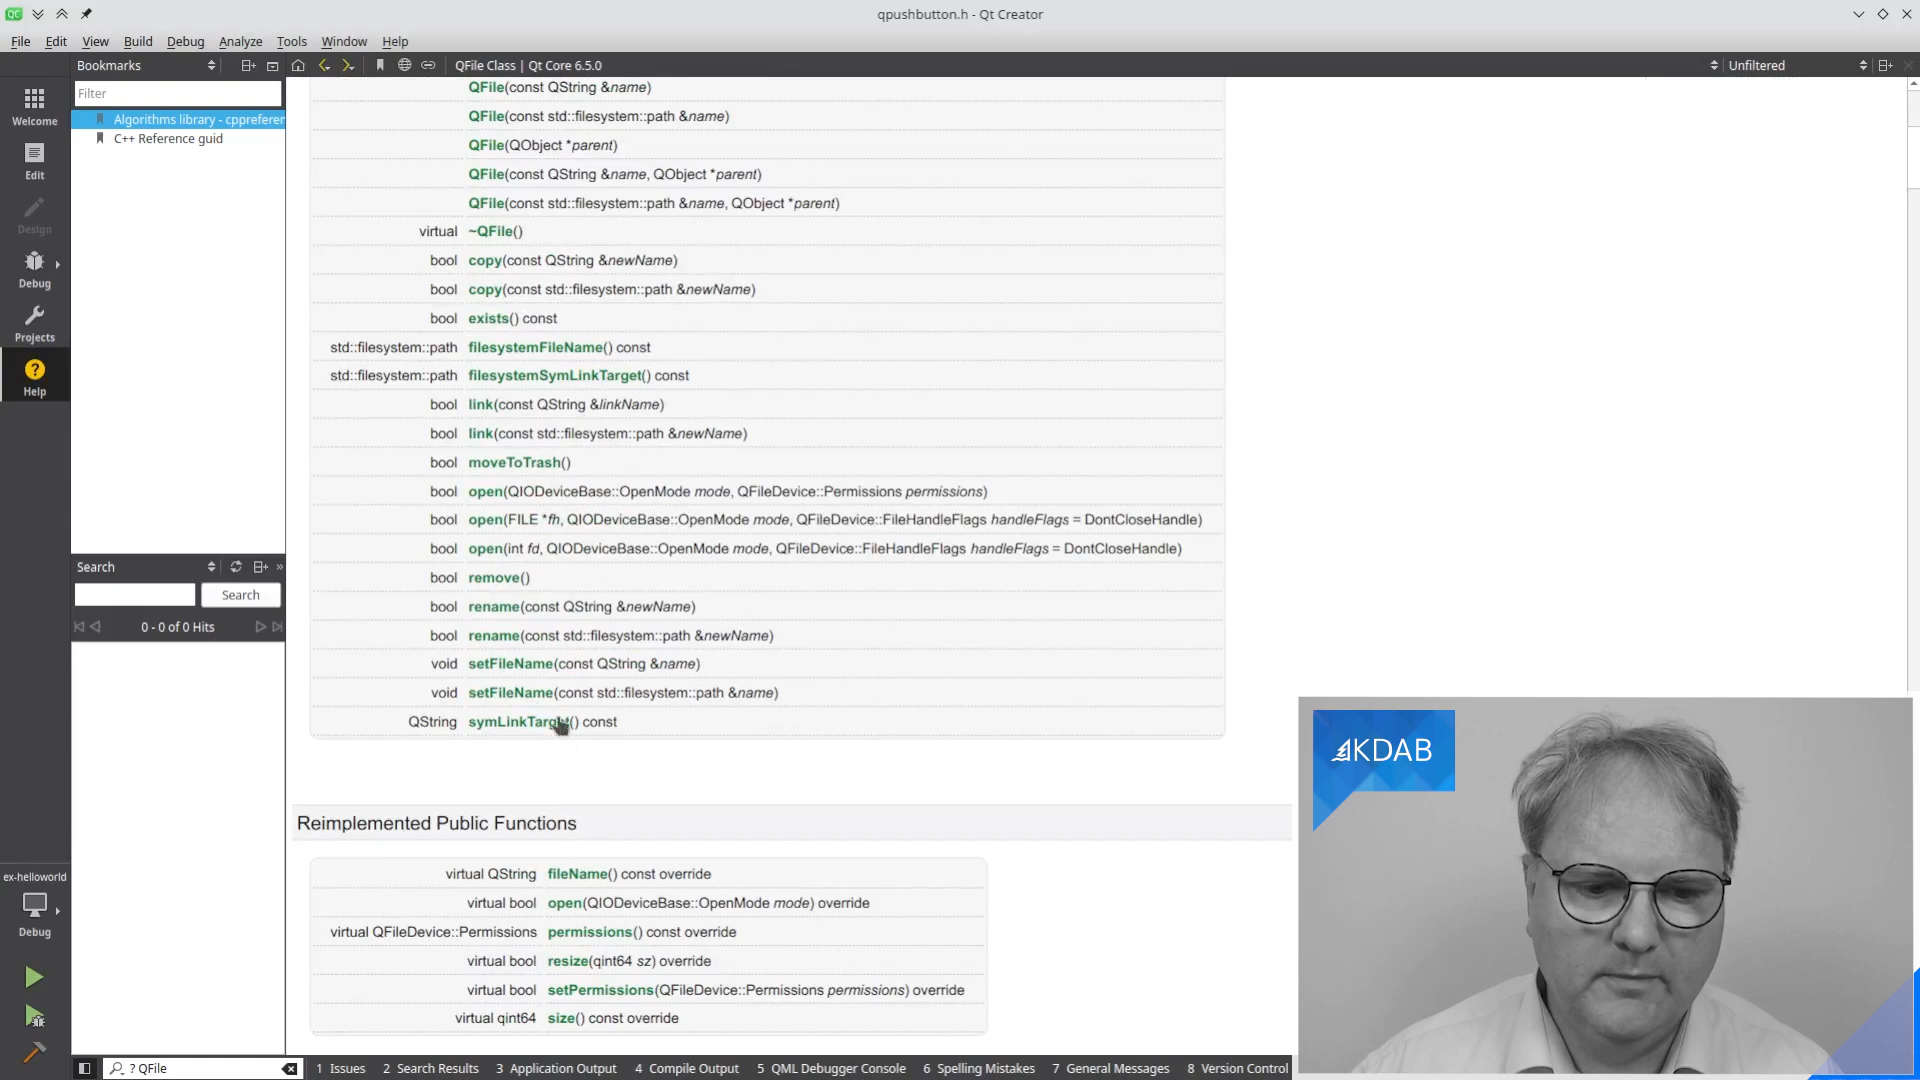 qpushbutton.h - Qt Creator
File Edit View Build Debug Analyze Tools Window Help
Bookmarks
QFile Class | Qt Core 6.5.0
Unfiltered
Filter
Algorithms library - cppreferen
C++ Reference guid
Welcome
Edit
Design
Debug
Projects
Help
QFile(const QString &name)
QFile(const std::filesystem::path &name)
QFile(QObject *parent)
QFile(const QString &name, QObject *parent)
QFile(const std::filesystem::path &name, QObject *parent)
virtual ~QFile()
bool copy(const QString &newName)
bool copy(const std::filesystem::path &newName)
bool exists() const
std::filesystem::path filesystemFileName() const
std::filesystem::path filesystemSymLinkTarget() const
bool link(const QString &linkName)
bool link(const std::filesystem::path &newName)
bool moveToTrash()
bool open(QIODeviceBase::OpenMode mode, QFileDevice::Permissions permissions)
bool open(FILE *fh, QIODeviceBase::OpenMode mode, QFileDevice::FileHandleFlags handleFlags = DontCloseHandle)
bool open(int fd, QIODeviceBase::OpenMode mode, QFileDevice::FileHandleFlags handleFlags = DontCloseHandle)
bool remove()
bool rename(const QString &newName)
bool rename(const std::filesystem::path &newName)
void setFileName(const QString &name)
void setFileName(const std::filesystem::path &name)
QString symLinkTarget() const
Search
Search
0 - 0 of 0 Hits
Reimplemented Public Functions
virtual QString fileName() const override
virtual bool open(QIODeviceBase::OpenMode mode) override
virtual QFileDevice::Permissions permissions() const override
virtual bool resize(qint64 sz) override
virtual bool setPermissions(QFileDevice::Permissions permissions) override
virtual qint64 size() const override
KDAB
ex-helloworld
Debug
? QFile
1 Issues 2 Search Results 3 Application Output 4 Compile Output 5 QML Debugger Console 6 Spelling Mistakes 7 General Messages 8 Version Control